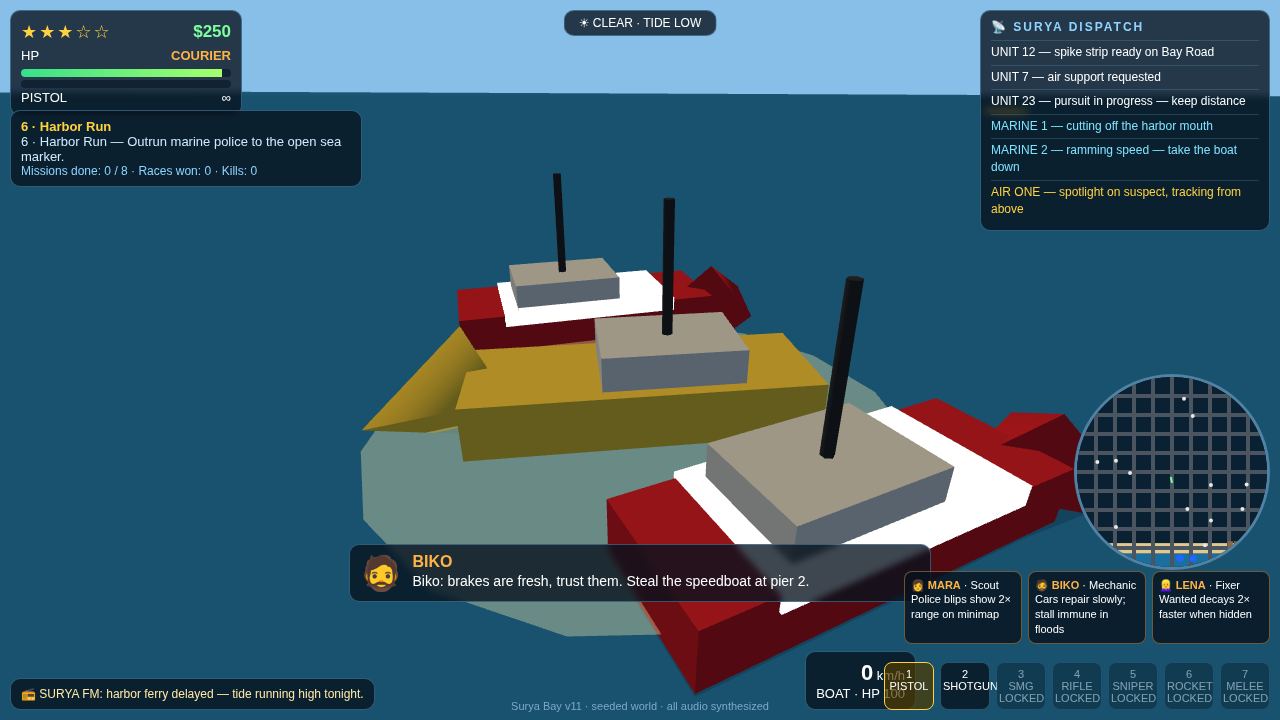 ★★★☆☆ $250
HP COURIER
PISTOL ∞
6 · Harbor Run
6 · Harbor Run — Outrun marine police to the open sea
marker.
Missions done: 0 / 8 · Races won: 0 · Kills: 0
☀ CLEAR · TIDE LOW
📡 SURYA DISPATCH
UNIT 12 — spike strip ready on Bay Road
UNIT 7 — air support requested
UNIT 23 — pursuit in progress — keep distance
MARINE 1 — cutting off the harbor mouth
MARINE 2 — ramming speed — take the boat
down
AIR ONE — spotlight on suspect, tracking from
above
BIKO
Biko: brakes are fresh, trust them. Steal the speedboat at pier 2.
👩 MARA · Scout
Police blips show 2×
range on minimap
🧔 BIKO · Mechanic
Cars repair slowly;
stall immune in
floods
👱‍♀️ LENA · Fixer
Wanted decays 2×
faster when hidden
📻 SURYA FM: harbor ferry delayed — tide running high tonight.
Surya Bay v11 · seeded world · all audio synthesized
0 km/h
BOAT · HP 100
1
PISTOL
2
SHOTGUN
3
SMG
LOCKED
4
RIFLE
LOCKED
5
SNIPER
LOCKED
6
ROCKET
LOCKED
7
MELEE
LOCKED